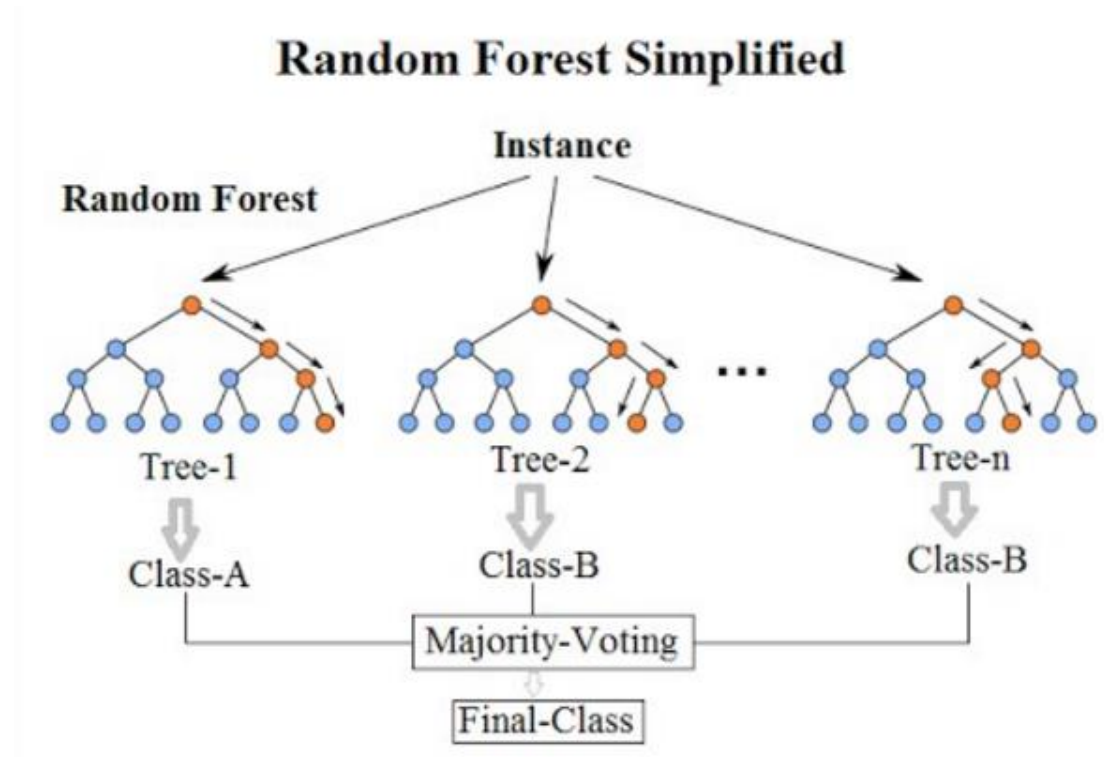 Random Forest Simplified
Instance
Random Forest
...
Tree-1
Tree-2
Tree-n
Class-A
Class-B
Class-B
Majority-Voting
Final-Class